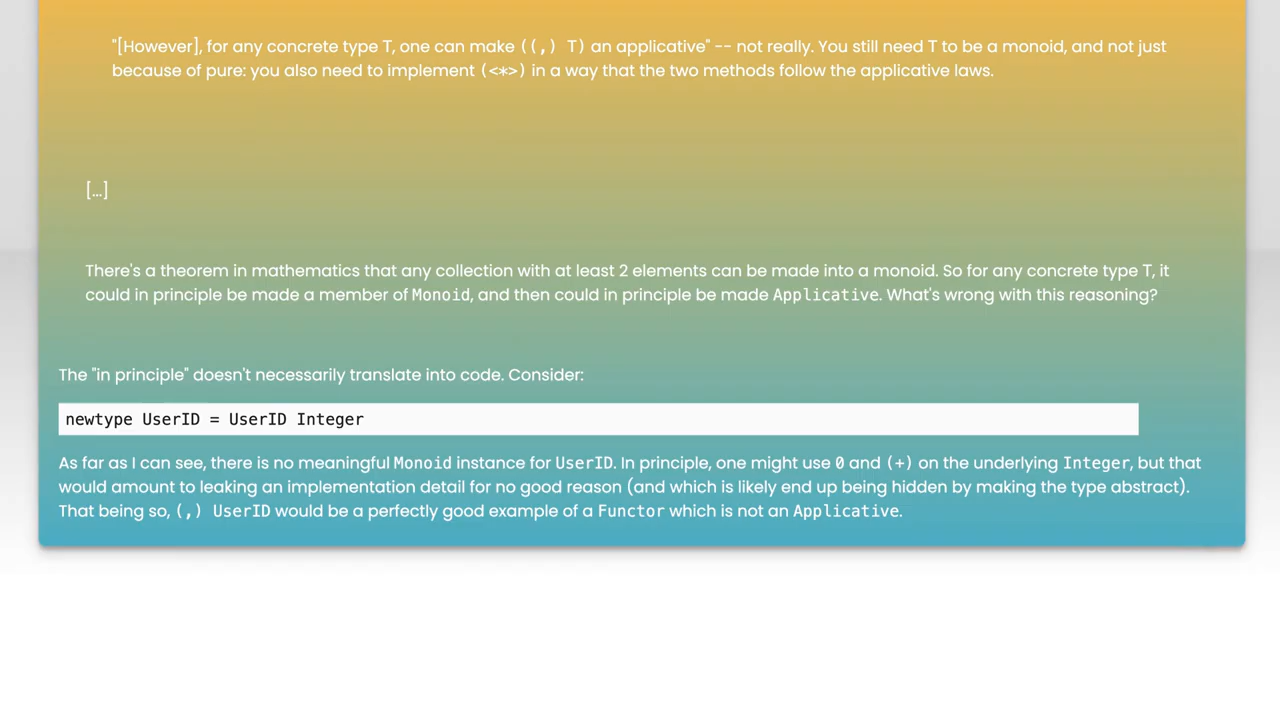 "[However], for any concrete type T, one can make ((,) T) an applicative" -- not really. You still need T to be a monoid, and not just
because of pure: you also need to implement (<*>) in a way that the two methods follow the applicative laws.
[…]
There's a theorem in mathematics that any collection with at least 2 elements can be made into a monoid. So for any concrete type T, it
could in principle be made a member of Monoid, and then could in principle be made Applicative. What's wrong with this reasoning?
The "in principle" doesn't necessarily translate into code. Consider:
newtype UserID = UserID Integer
As far as I can see, there is no meaningful Monoid instance for UserID. In principle, one might use 0 and (+) on the underlying Integer, but that
would amount to leaking an implementation detail for no good reason (and which is likely end up being hidden by making the type abstract).
That being so, (,) UserID would be a perfectly good example of a Functor which is not an Applicative.